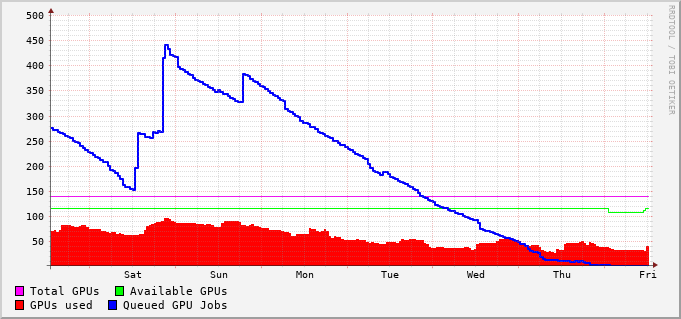 500
450
400
350
300
250
200
150
100
50
Sat Sun Mon Tue Wed Thu Fri
Total GPUs Available GPUs
GPUs used Queued GPU Jobs
RRDTOOL / TOBI OETIKER